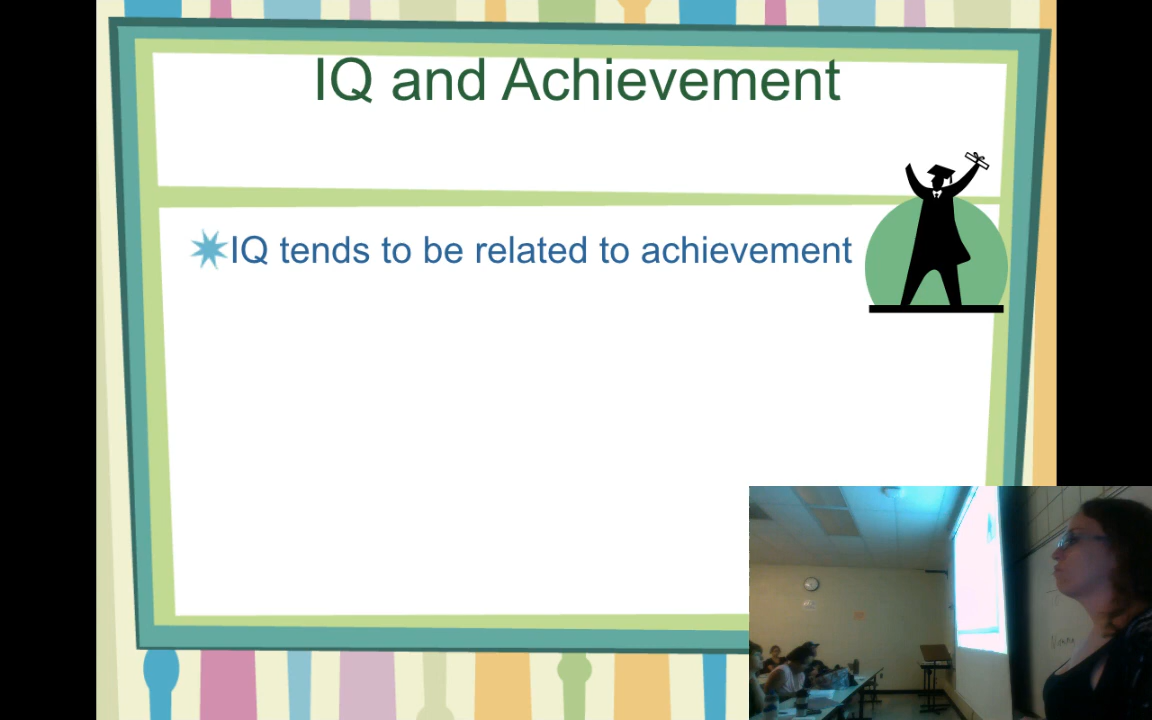 IQ and Achievement
IQ tends to be related to achievement